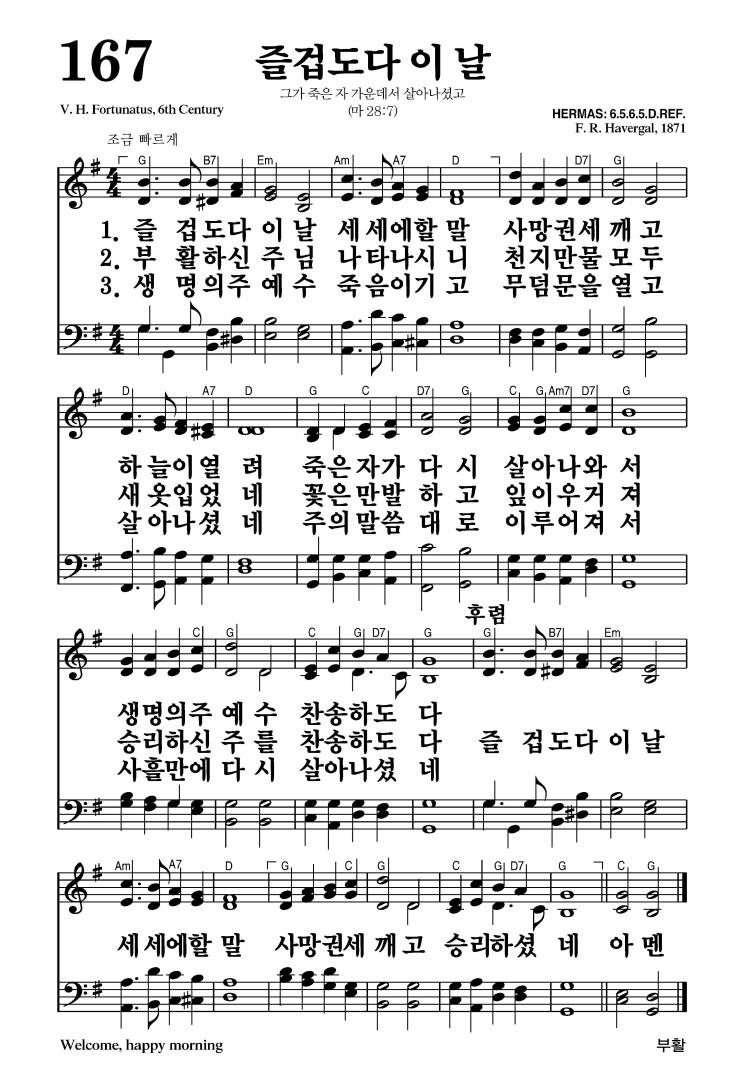 167
즐겁도다 이 날
그가 죽은 자 가운데서 살아나셨고
(마 28:7)
V. H. Fortunatus, 6th Century
HERMAS: 6.5.6.5.D.REF.
F. R. Havergal, 1871
조금 빠르게
G B7 Em Am A7 D D7 G
4 4
1. 즐 겁도다 이 날 세 세에할 말 사망권세 깨 고
2. 부 활하신 주 님 나 타나시 니 천지만물 모 두
3. 생 명의주 예 수 죽 음이기 고 무덤문을 열 고
4 4
D A7 D G C D7 G C G Am7 D7 G
하 늘이 열 려 죽은 자가 다 시 살아나와 서
새 옷입었 네 꽃은 만발 하 고 잎이우거 져
살 아나셨 네 주의 말씀 대 로 이루어져 서
후렴
C G C G D7 G G B7 Em
생명의주 예 수 찬송하도 다
승리하신 주 를 찬송하도 다 즐 겁도다 이 날
사흘만에 다 시 살아나셨 네
Am A7 D G C G C G D7 G C G
세 세에할 말 사망권세 깨 고 승리하셨 네 아 멘
Welcome, happy morning
부활